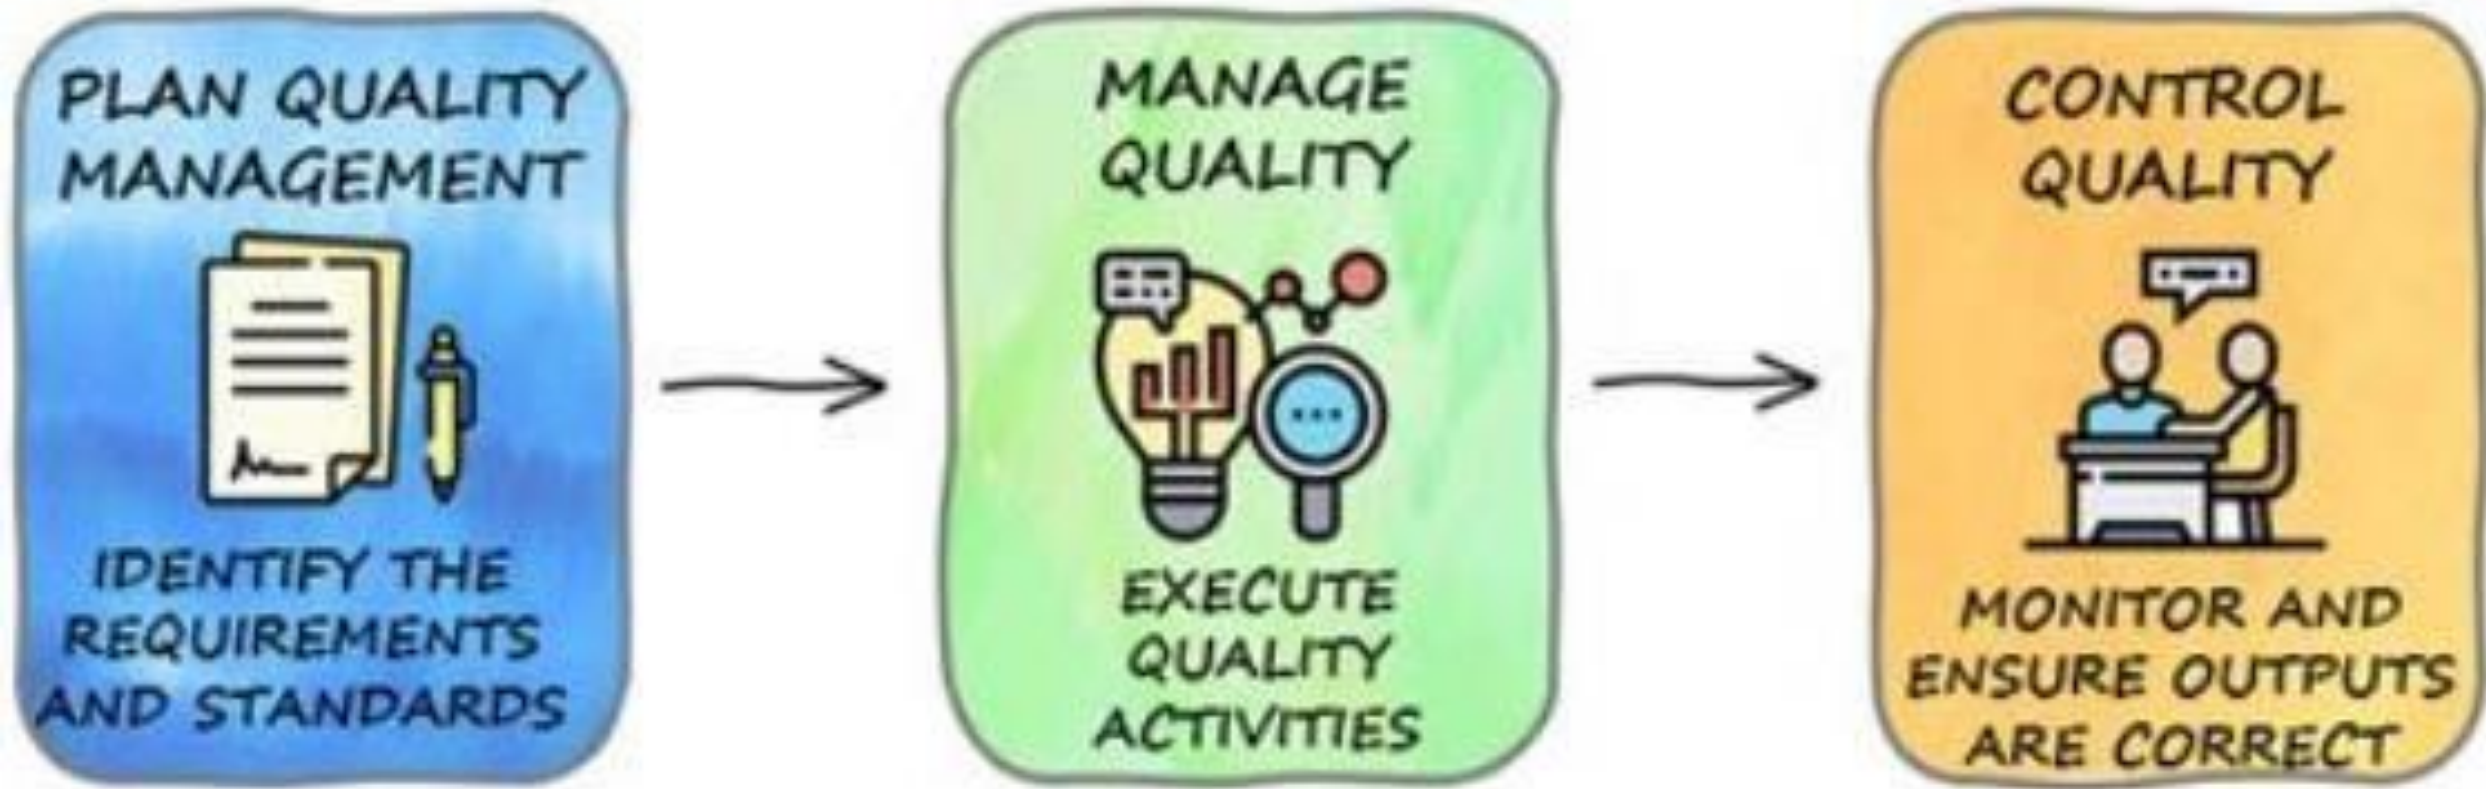 PLAN QUALITY
MANAGEMENT
IDENTIFY THE
REQUIREMENTS
AND STANDARDS
MANAGE
QUALITY
EXECUTE
QUALITY
ACTIVITIES
CONTROL
QUALITY
MONITOR AND
ENSURE OUTPUTS
ARE CORRECT